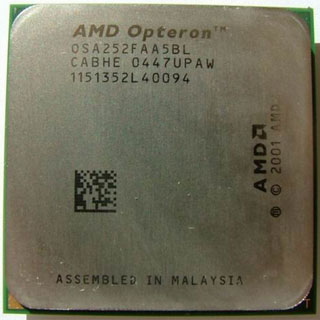 AMD Opteron™
OSA252FAA5BL
CABHE 0447UPAW
1151352L40094
AMD
® © 2001 AMD
ASSEMBLED IN MALAYSIA